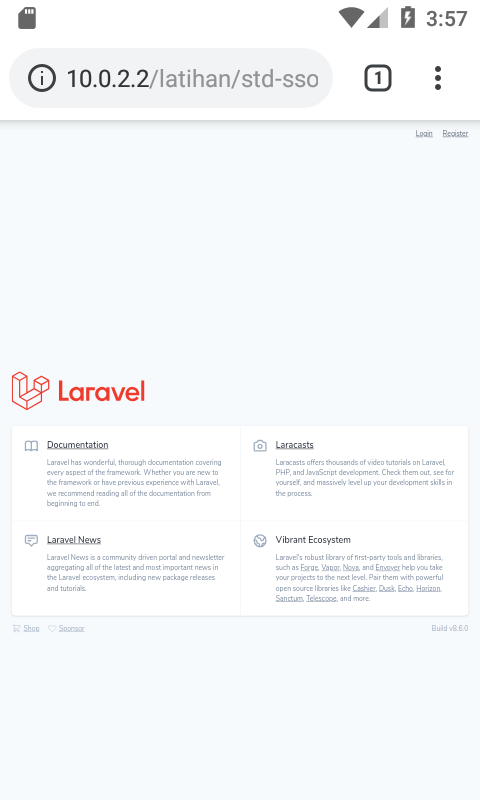 3:57
10.0.2.2/latihan/std-sso
1
Login Register
Laravel
Documentation
Laravel has wonderful, thorough documentation covering
every aspect of the framework. Whether you are new to
the framework or have previous experience with Laravel,
we recommend reading all of the documentation from
beginning to end.
Laracasts
Laracasts offers thousands of video tutorials on Laravel,
PHP, and JavaScript development. Check them out, see for
yourself, and massively level up your development skills in
the process.
Laravel News
Laravel News is a community driven portal and newsletter
aggregating all of the latest and most important news in
the Laravel ecosystem, including new package releases
and tutorials.
Vibrant Ecosystem
Laravel's robust library of first-party tools and libraries,
such as Forge, Vapor, Nova, and Envoyer help you take
your projects to the next level. Pair them with powerful
open source libraries like Cashier, Dusk, Echo, Horizon,
Sanctum, Telescope, and more.
Shop Sponsor
Build v8.6.0